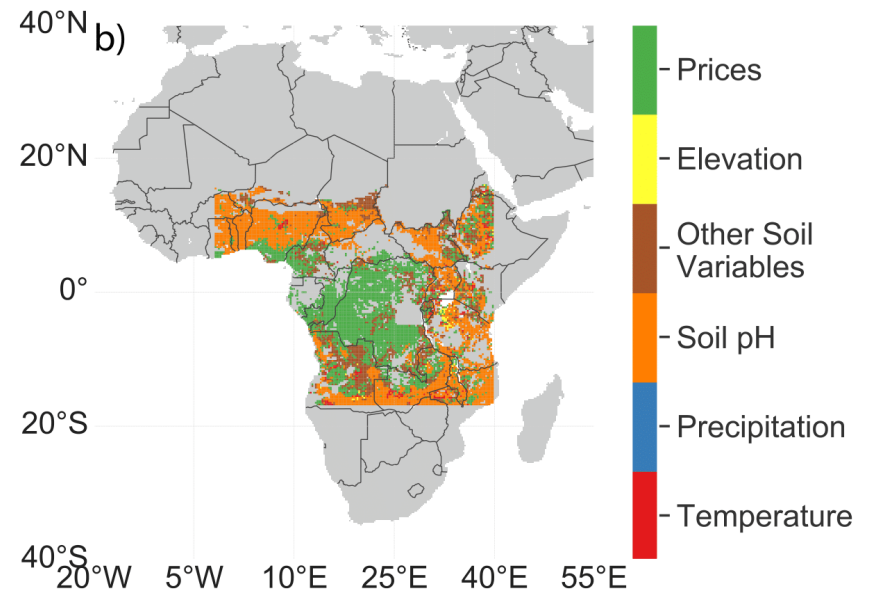 40°N
b)
20°N
0°
20°S
40°S
20°W
5°W
10°E
25°E
40°E
55°E
Prices
Elevation
Other Soil
Variables
Soil pH
Precipitation
Temperature